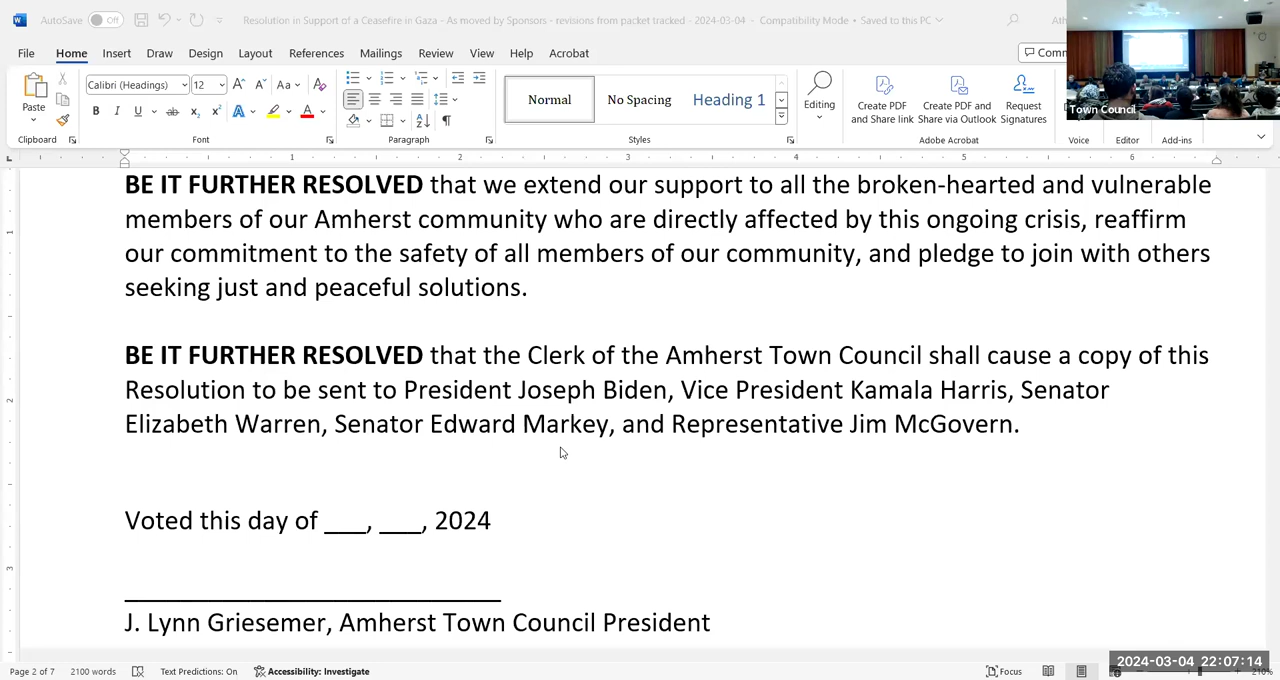 AutoSave Off Resolution in Support of a Ceasefire in Gaza - As moved by Sponsors - revisions from packet tracked - 2024-03-04 - Compatibility Mode • Saved to this PC
File Home Insert Draw Design Layout References Mailings Review View Help Acrobat
Town Council
Paste
Calibri (Headings) 12
Normal No Spacing Heading 1
Editing
Create PDF and Share link
Create PDF and Share via Outlook
Request Signatures
Clipboard Font Paragraph Styles Adobe Acrobat Voice Editor Add-ins
1 2 3 4 5 6
BE IT FURTHER RESOLVED that we extend our support to all the broken-hearted and vulnerable
members of our Amherst community who are directly affected by this ongoing crisis, reaffirm
our commitment to the safety of all members of our community, and pledge to join with others
seeking just and peaceful solutions.
BE IT FURTHER RESOLVED that the Clerk of the Amherst Town Council shall cause a copy of this
Resolution to be sent to President Joseph Biden, Vice President Kamala Harris, Senator
Elizabeth Warren, Senator Edward Markey, and Representative Jim McGovern.
Voted this day of ___, ___, 2024
J. Lynn Griesemer, Amherst Town Council President
Page 2 of 7 2100 words Text Predictions: On Accessibility: Investigate Focus 210%
2024-03-04 22:07:14